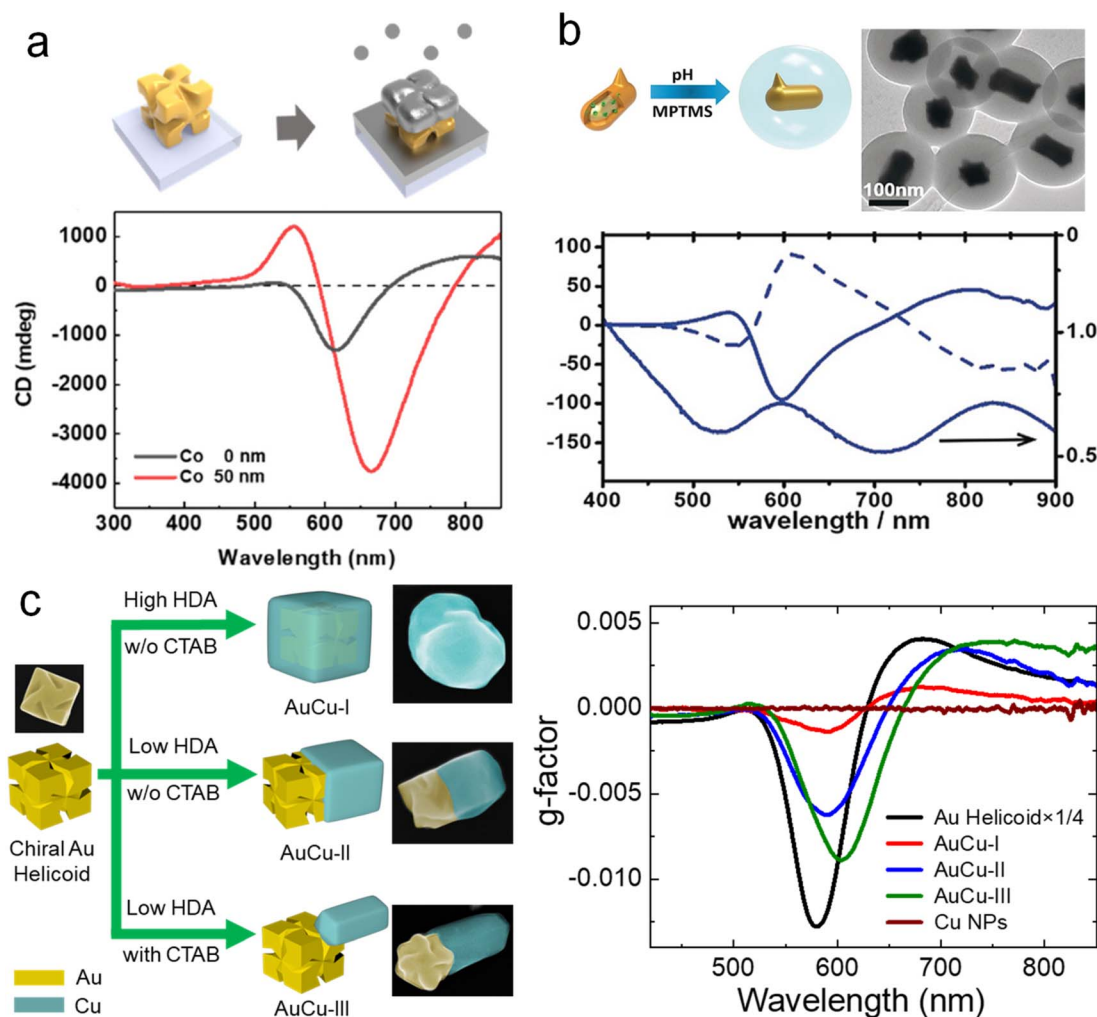 a
1000
0
-1000
-2000
-3000
-4000
CD (mdeg)
Co 0 nm
Co 50 nm
300 400 500 600 700 800
Wavelength (nm)
b
pH
MPTMS
100nm
100
50
0
-50
-100
-150
0
1.0
0.5
400 500 600 700 800 900
wavelength / nm
c
High HDA
w/o CTAB
AuCu-I
Low HDA
w/o CTAB
AuCu-II
Chiral Au
Helicoid
Low HDA
with CTAB
AuCu-III
Au
Cu
0.005
0.000
-0.005
-0.010
g-factor
Au Helicoid×1/4
AuCu-I
AuCu-II
AuCu-III
Cu NPs
500 600 700 800
Wavelength (nm)